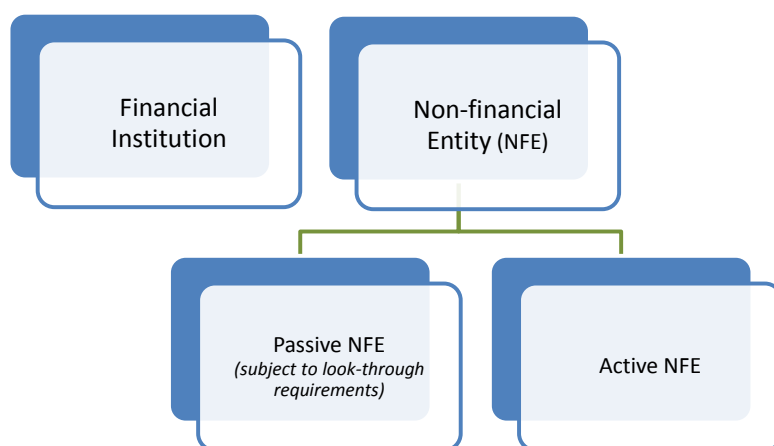 Financial
Institution
Non-financial
Entity (NFE)
Passive NFE
(subject to look-through
requirements)
Active NFE